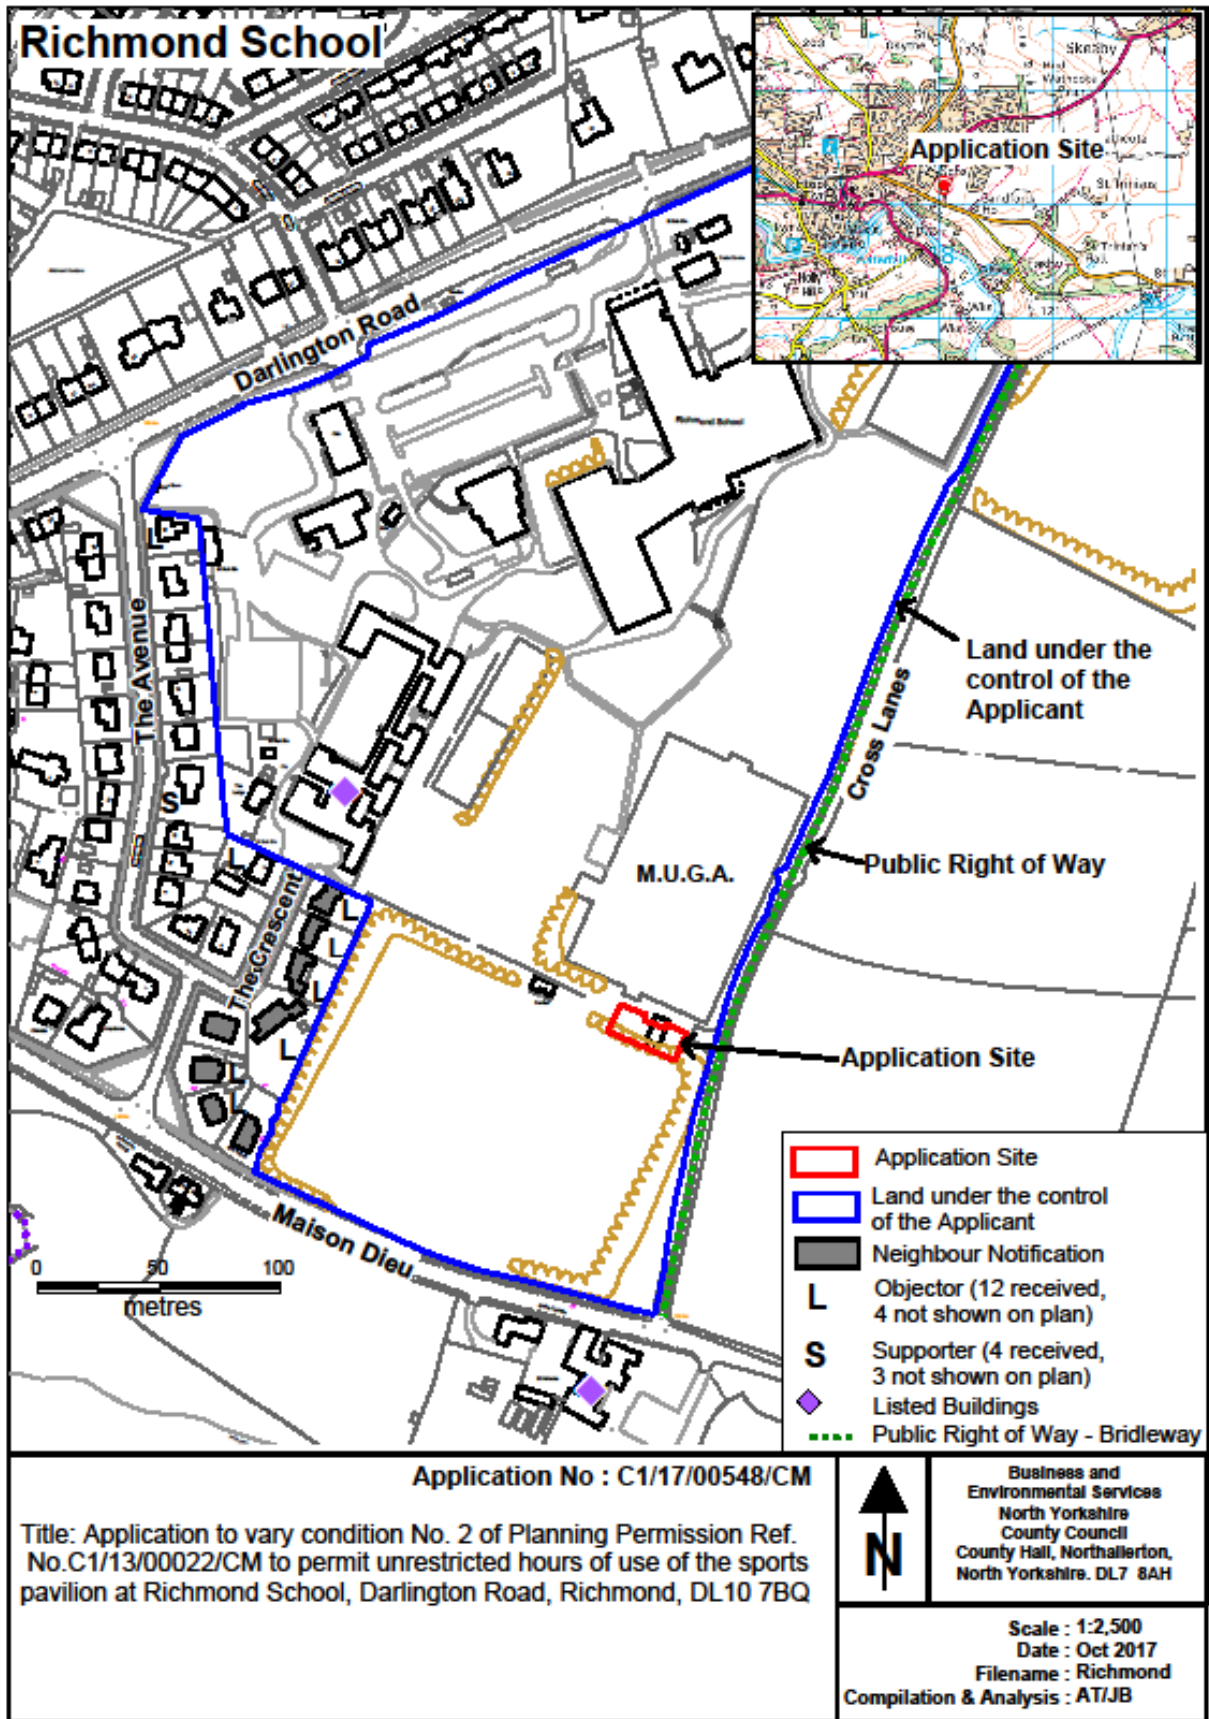 Richmond School
Skeeby
Application Site
St. Trinians
Darlington Road
Richmond School
The Avenue
L
Land under the
control of the
Applicant
Cross Lanes
S
L
Public Right of Way
M.U.G.A.
The Crescent
L
L
L
L
Application Site
L
L
Maison Dieu
0 50 100
metres
Application Site
Land under the control
of the Applicant
Neighbour Notification
L Objector (12 received,
4 not shown on plan)
S Supporter (4 received,
3 not shown on plan)
Listed Buildings
Public Right of Way - Bridleway
Application No : C1/17/00548/CM
Title: Application to vary condition No. 2 of Planning Permission Ref.
No.C1/13/00022/CM to permit unrestricted hours of use of the sports
pavilion at Richmond School, Darlington Road, Richmond, DL10 7BQ
N
Business and
Environmental Services
North Yorkshire
County Council
County Hall, Northallerton,
North Yorkshire. DL7 8AH
Scale : 1:2,500
Date : Oct 2017
Filename : Richmond
Compilation & Analysis : AT/JB